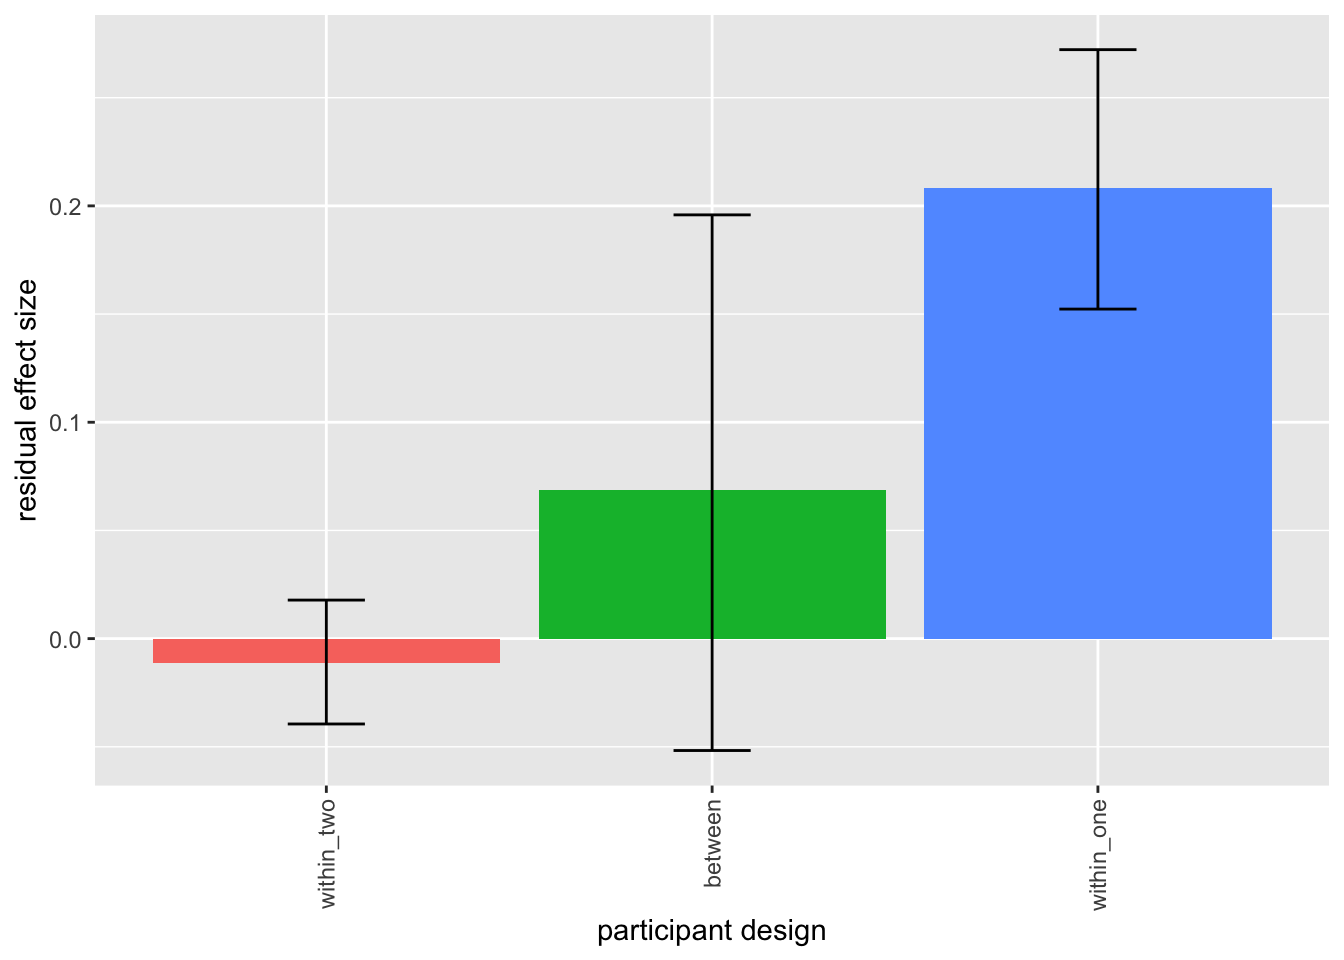 residual effect size
0.2
0.1
0.0
within_two
between
within_one
participant design